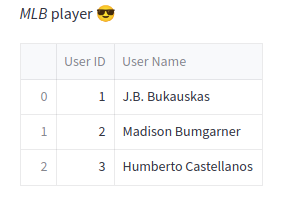 MLB player 😎
User ID User Name
0 1 J.B. Bukauskas
1 2 Madison Bumgarner
2 3 Humberto Castellanos